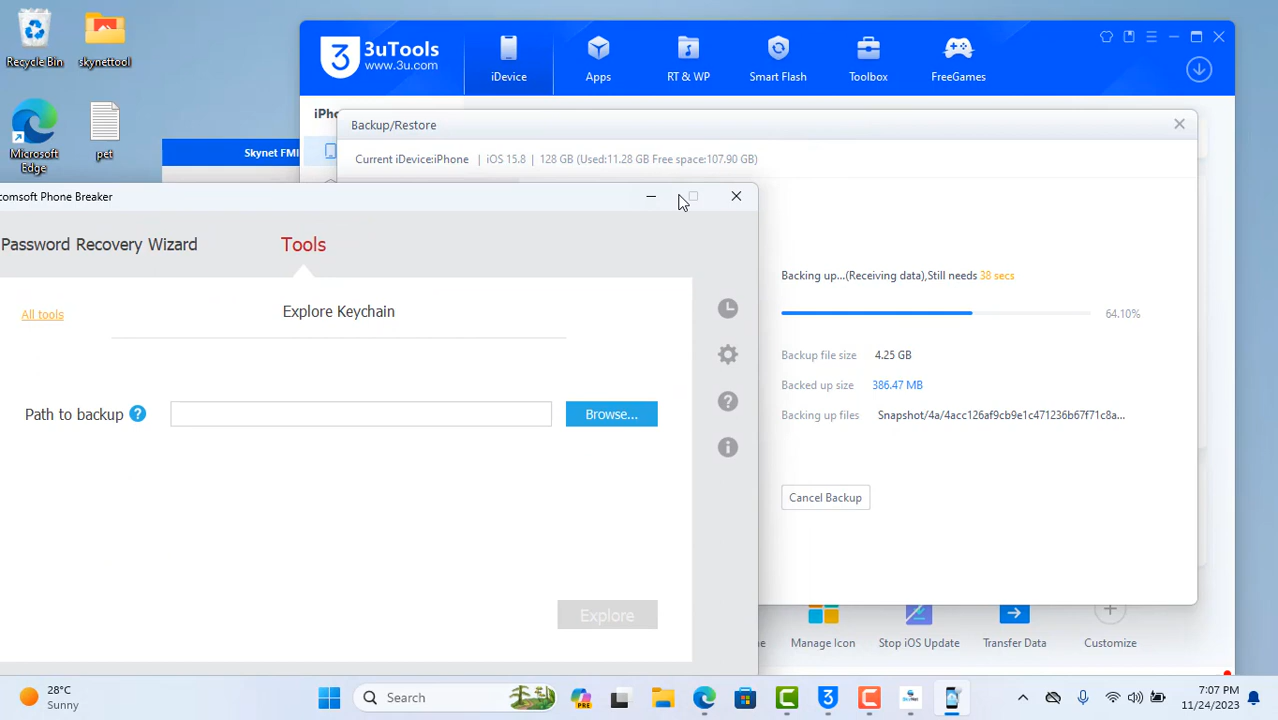 Recycle Bin
skynettool
Microsoft
Edge
pet
3
3uTools
www.3u.com
iDevice
Apps
RT & WP
Smart Flash
Toolbox
FreeGames
iPho
Backup/Restore
Current iDevice:iPhone | iOS 15.8 | 128 GB (Used:11.28 GB Free space:107.90 GB)
Skynet FMI
comsoft Phone Breaker
Password Recovery Wizard
Tools
All tools
Explore Keychain
Path to backup ?
Browse...
Explore
Backing up...(Receiving data),Still needs 38 secs
64.10%
Backup file size 4.25 GB
Backed up size 386.47 MB
Backing up files Snapshot/4a/4acc126af9cb9e1c471236b67f71c8a...
Cancel Backup
Manage Icon
Stop iOS Update
Transfer Data
Customize
28°C
Sunny
Search
PRE
7:07 PM
11/24/2023